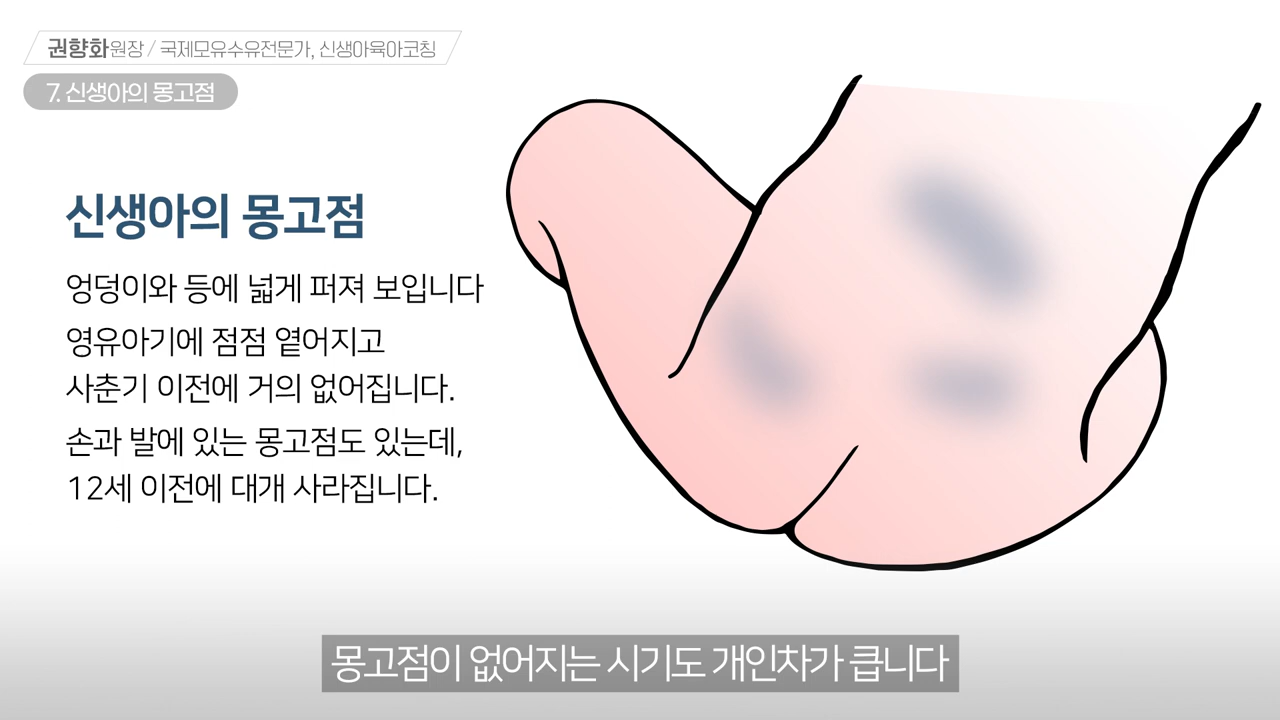 권향화원장 / 국제모유수유전문가, 신생아육아코칭
7. 신생아의 몽고점
신생아의 몽고점
엉덩이와 등에 넓게 퍼져 보입니다
영유아기에 점점 옅어지고
사춘기 이전에 거의 없어집니다.
손과 발에 있는 몽고점도 있는데,
12세 이전에 대개 사라집니다.
몽고점이 없어지는 시기도 개인차가 큽니다